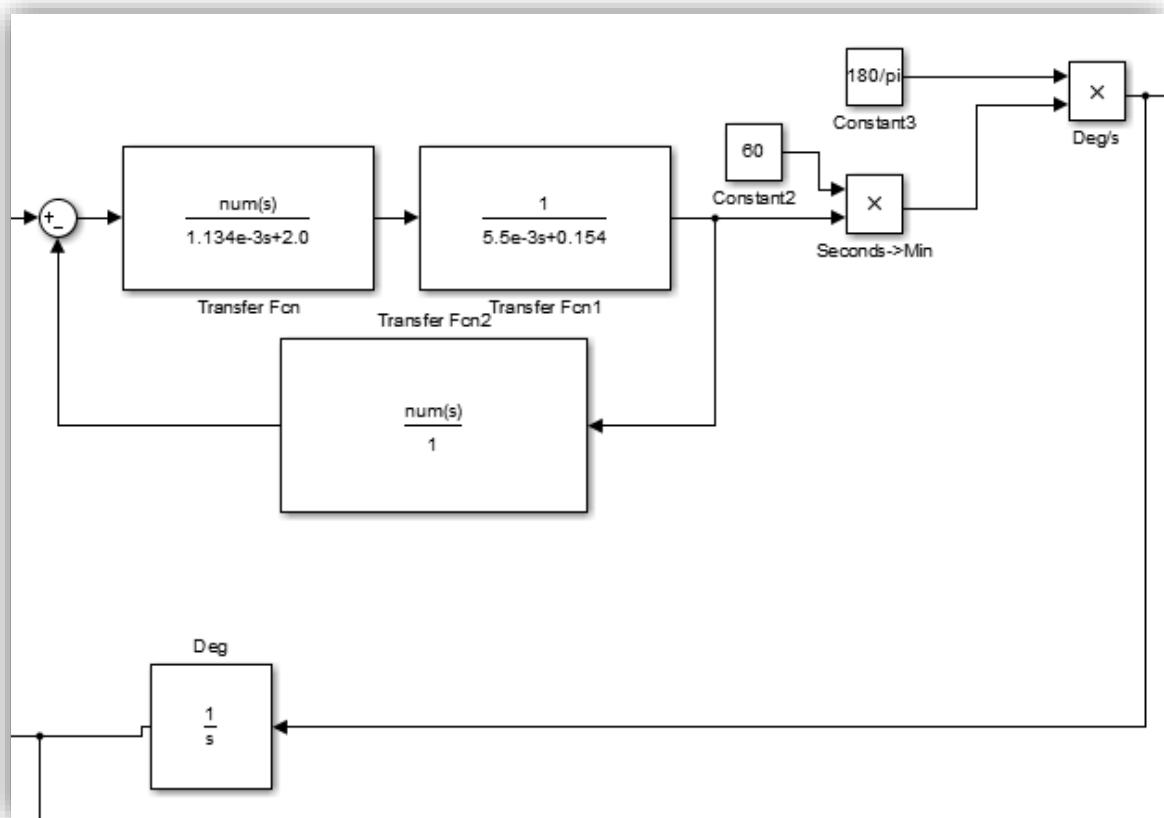 180/pi
Constant3
×
Deg/s
60
Constant2
×
Seconds->Min
+
−
num(s)
1.134e-3s+2.0
Transfer Fcn
1
5.5e-3s+0.154
Transfer Fcn1
Transfer Fcn2
num(s)
1
Deg
1
s